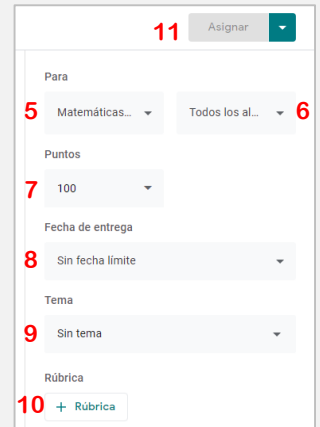 11 Asignar
Para
5 Matemáticas... Todos los al... 6
Puntos
7 100
Fecha de entrega
8 Sin fecha límite
Tema
9 Sin tema
Rúbrica
10 + Rúbrica